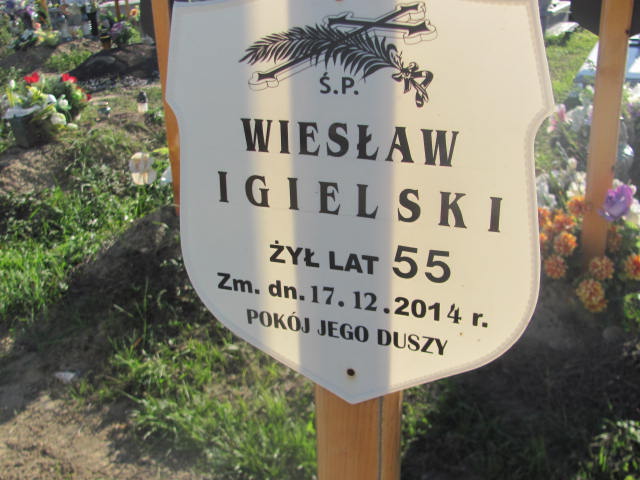 Ś.P.
WIESŁAW
IGIELSKI
ŻYŁ LAT 55
Zm. dn. 17.12.2014 r.
POKÓJ JEGO DUSZY